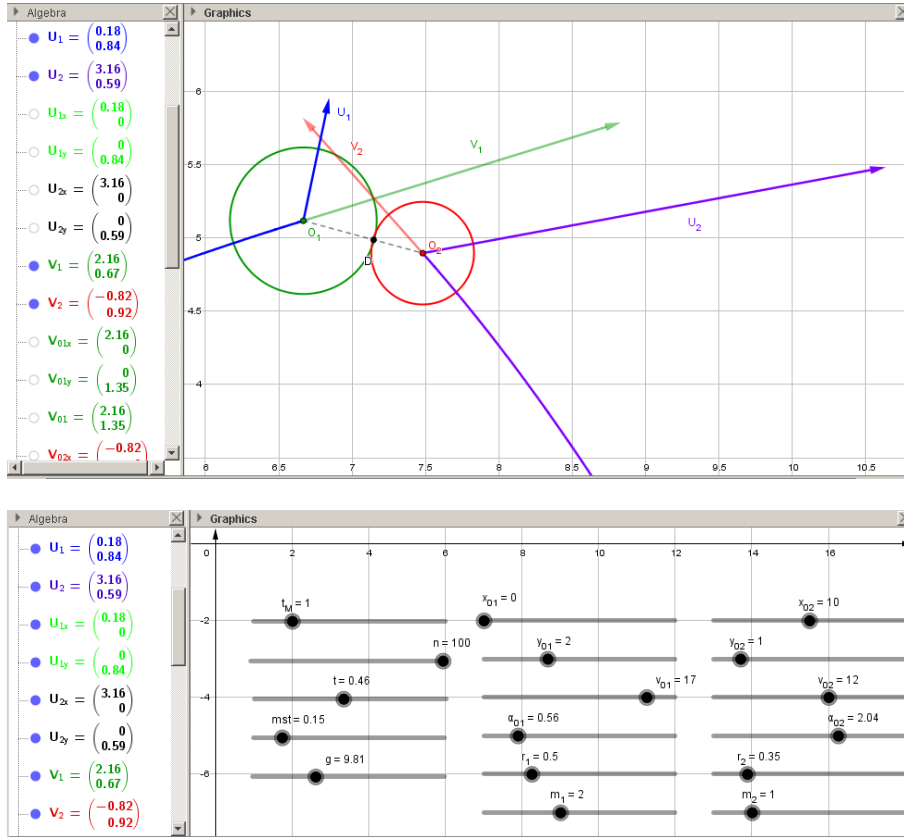 Algebra
Graphics
U1 = (0.18
0.84)
U2 = (3.16
0.59)
U1x = (0.18
0)
U1y = (0
0.84)
U2x = (3.16
0)
U2y = (0
0.59)
V1 = (2.16
0.67)
V2 = (−0.82
0.92)
V01x = (2.16
0)
V01y = (0
1.35)
V01 = (2.16
1.35)
V02x = (−0.82
6
5.5
5
4.5
4
6
7
7.5
8
8.5
9
9.5
10
10.5
U1
V2
V1
U2
O1
O2
D
Algebra
Graphics
U1 = (0.18
0.84)
U2 = (3.16
0.59)
U1x = (0.18
0)
U1y = (0
0.84)
U2x = (3.16
0)
U2y = (0
0.59)
V1 = (2.16
0.67)
V2 = (−0.82
0.92)
0
2
4
6
8
10
12
14
16
-2
-4
-6
tM = 1
n = 100
t = 0.46
mst = 0.15
g = 9.81
x01 = 0
y01 = 2
v01 = 17
α01 = 0.56
r1 = 0.5
m1 = 2
x02 = 10
y02 = 1
v02 = 12
α02 = 2.04
r2 = 0.35
m2 = 1